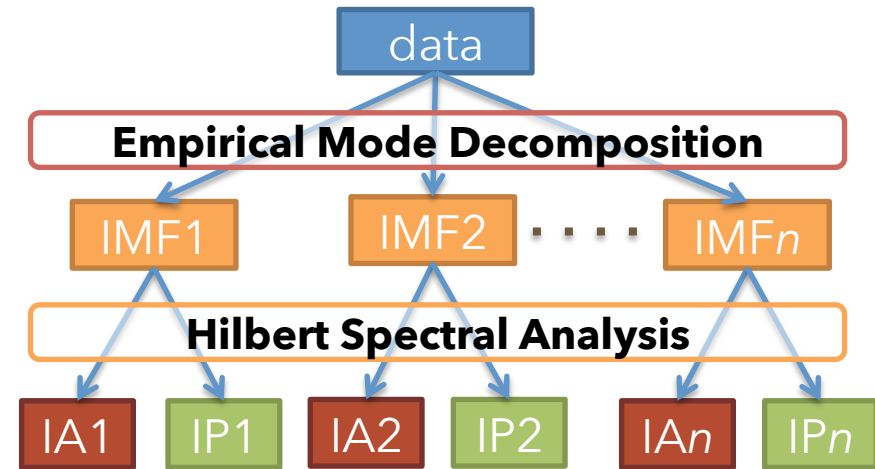 data
Empirical Mode Decomposition
IMF1 IMF2 . . . . IMFn
Hilbert Spectral Analysis
IA1 IP1 IA2 IP2 IAn IPn